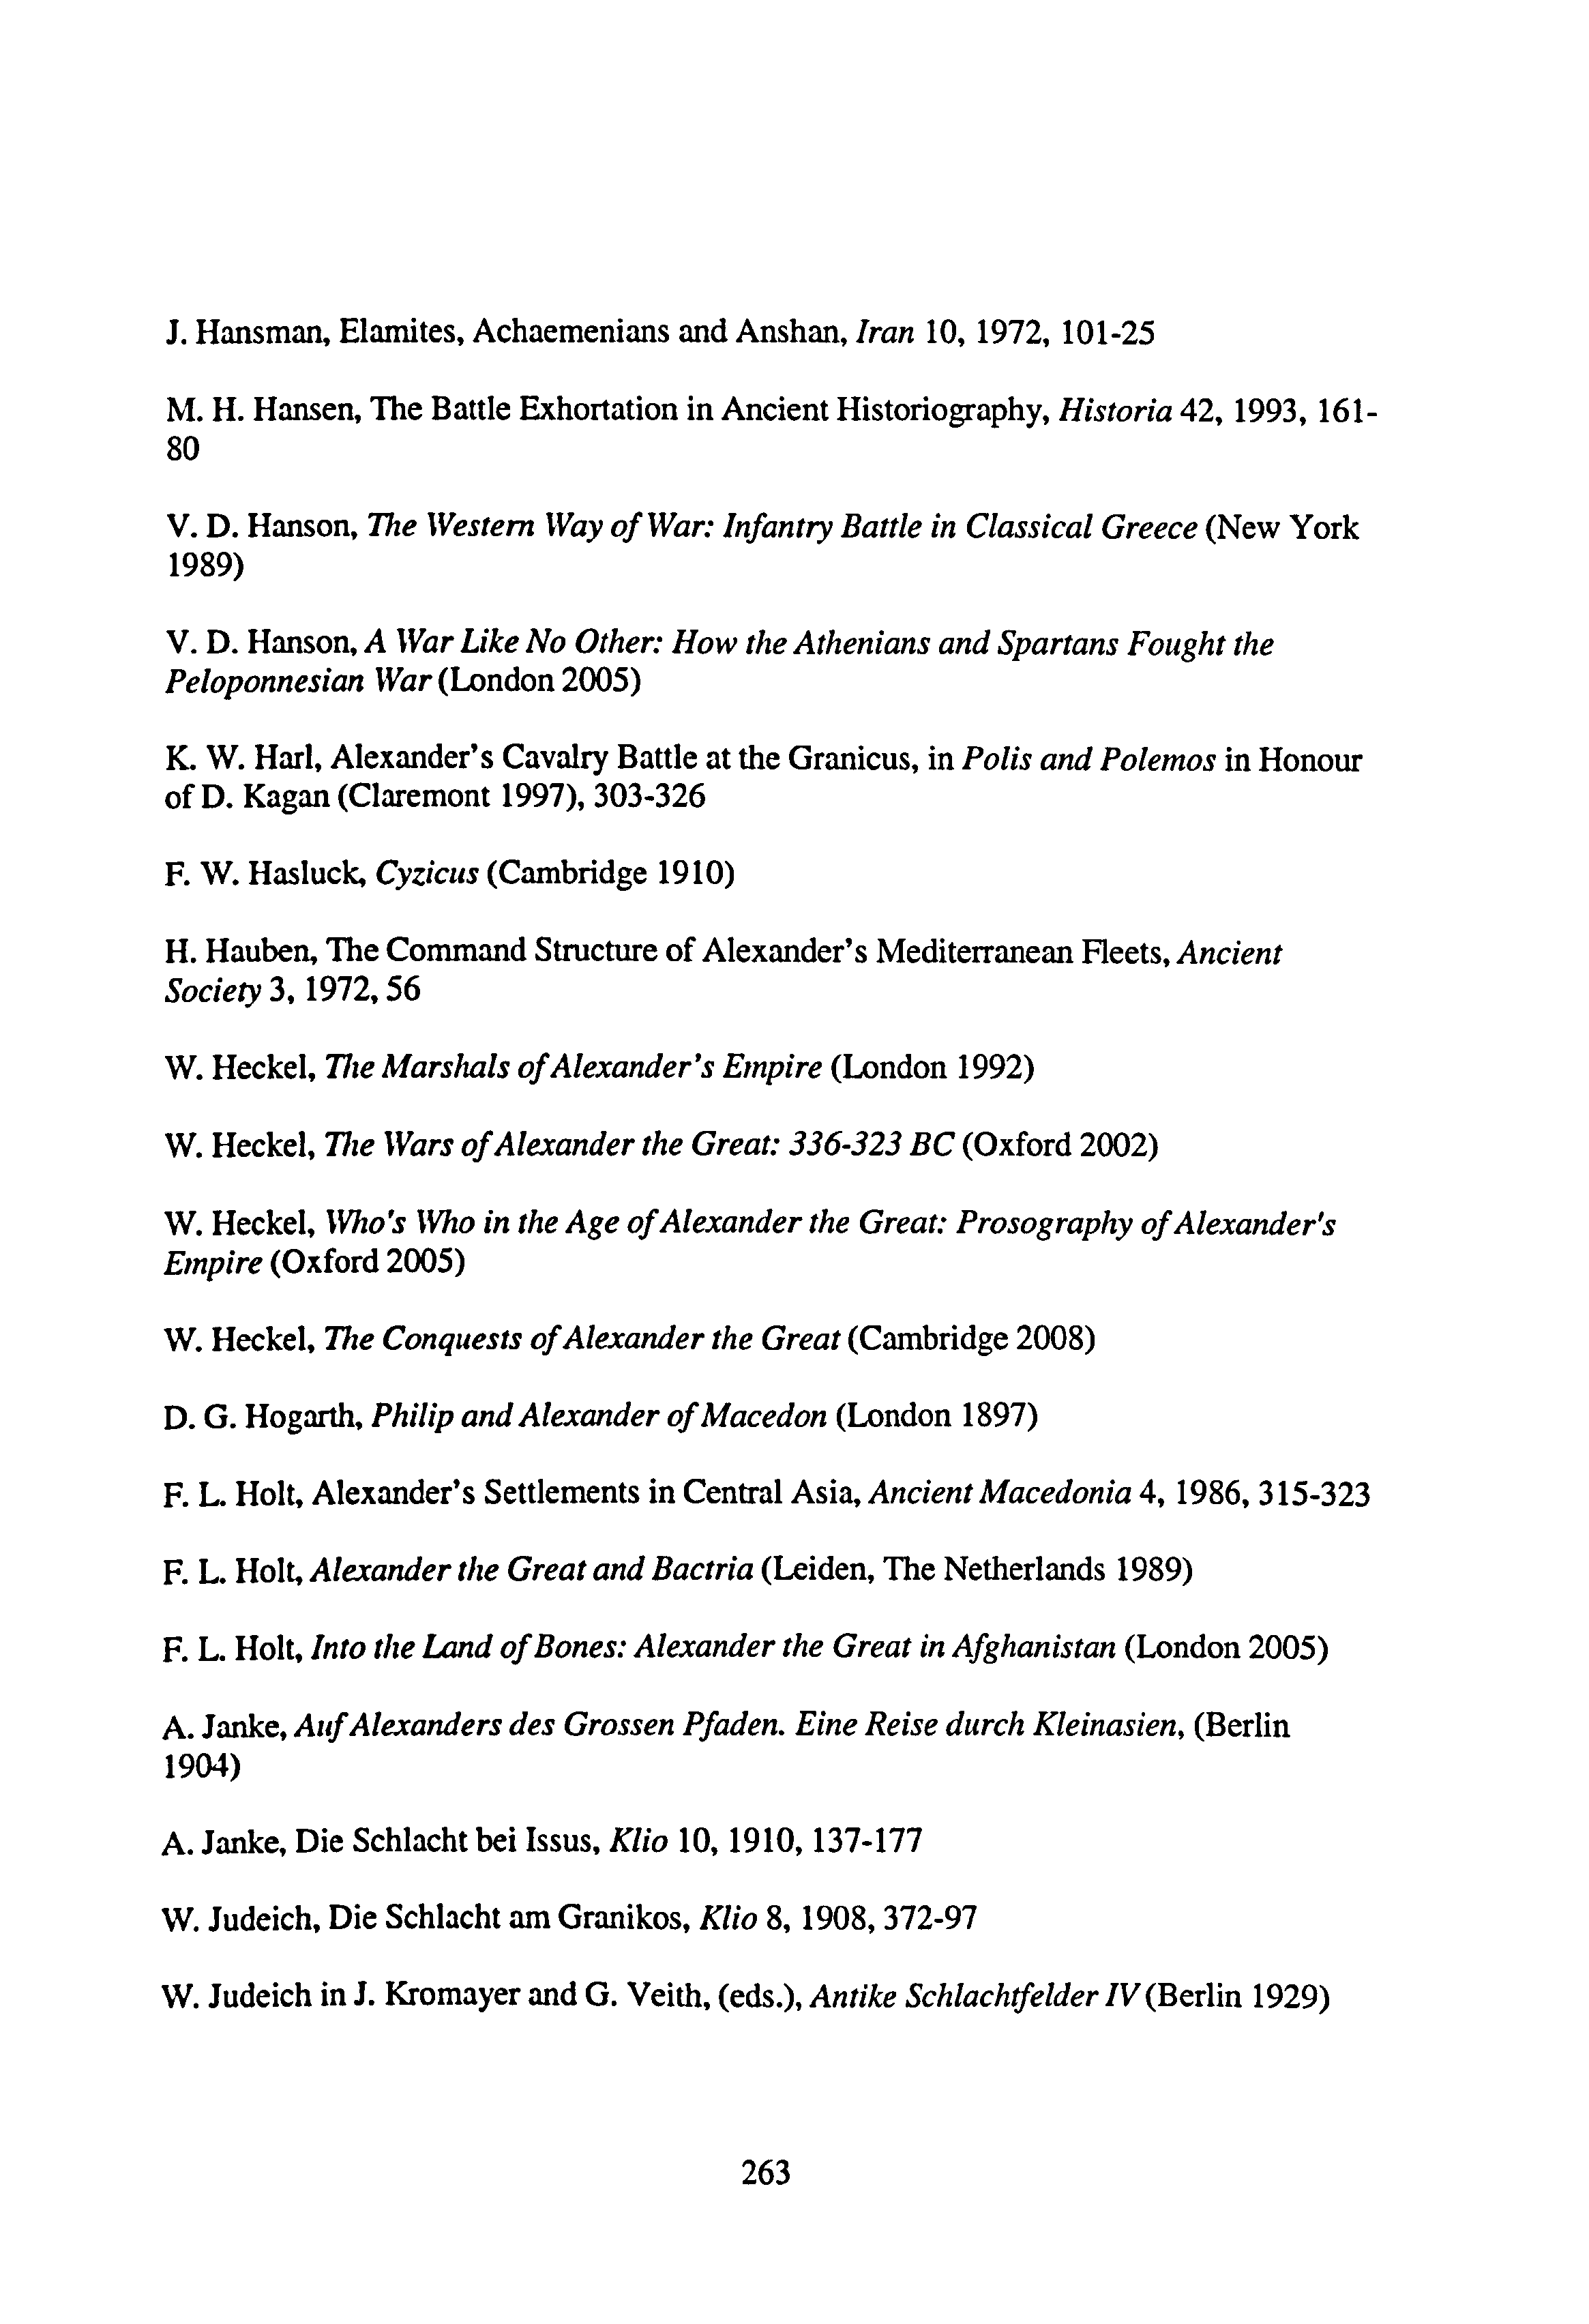 J. Hansman, Elamites, Achaemenians and Anshan, Iran 10, 1972, 101-25
M. H. Hansen, The Battle Exhortation in Ancient Historiography, Historia 42, 1993, 161-
80
V. D. Hanson, The Western Way of War: Infantry Battle in Classical Greece (New York
1989)
V. D. Hanson, A War Like No Other: How the Athenians and Spartans Fought the
Peloponnesian War (London 2005)
K. W. Harl, Alexander's Cavalry Battle at the Granicus, in Polis and Polemos in Honour
of D. Kagan (Claremont 1997), 303-326
F. W. Hasluck, Cyzicus (Cambridge 1910)
H. Hauben, The Command Structure of Alexander's Mediterranean Fleets, Ancient
Society 3, 1972, 56
W. Heckel, The Marshals of Alexander's Empire (London 1992)
W. Heckel, The Wars of Alexander the Great: 336-323 BC (Oxford 2002)
W. Heckel, Who's Who in the Age of Alexander the Great: Prosography of Alexander's
Empire (Oxford 2005)
W. Heckel, The Conquests of Alexander the Great (Cambridge 2008)
D. G. Hogarth, Philip and Alexander of Macedon (London 1897)
F. L. Holt, Alexander's Settlements in Central Asia, Ancient Macedonia 4, 1986, 315-323
F. L. Holt, Alexander the Great and Bactria (Leiden, The Netherlands 1989)
F. L. Holt, Into the Land of Bones: Alexander the Great in Afghanistan (London 2005)
A. Janke, Auf Alexanders des Grossen Pfaden. Eine Reise durch Kleinasien, (Berlin
1904)
A. Janke, Die Schlacht bei Issus, Klio 10, 1910, 137-177
W. Judeich, Die Schlacht am Granikos, Klio 8, 1908, 372-97
W. Judeich in J. Kromayer and G. Veith, (eds.), Antike Schlachtfelder IV (Berlin 1929)
263